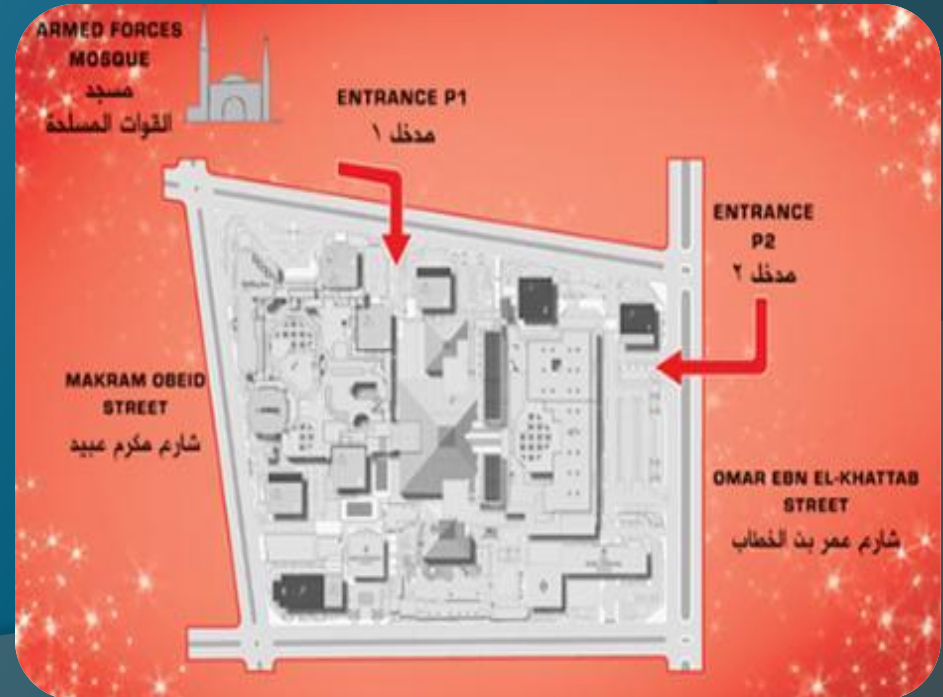 ARMED FORCES
MOSQUE
مسجد
القوات المسلحة
ENTRANCE P1
مدخل ١
ENTRANCE
P2
مدخل ٢
MAKRAM OBEID
STREET
شارع مكرم عبيد
OMAR EBN EL-KHATTAB
STREET
شارع عمر بن الخطاب